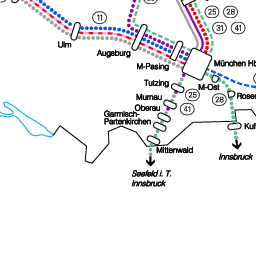 25 28
31 41
11
Ulm
Augsburg
M-Pasing
München Hb
Tutzing
M-Ost
Murnau
25
28
Rosen
Oberau
41
Garmisch-
Partenkirchen
Kuf
Mittenwald
Innsbruck
Seefeld i. T.
Innsbruck